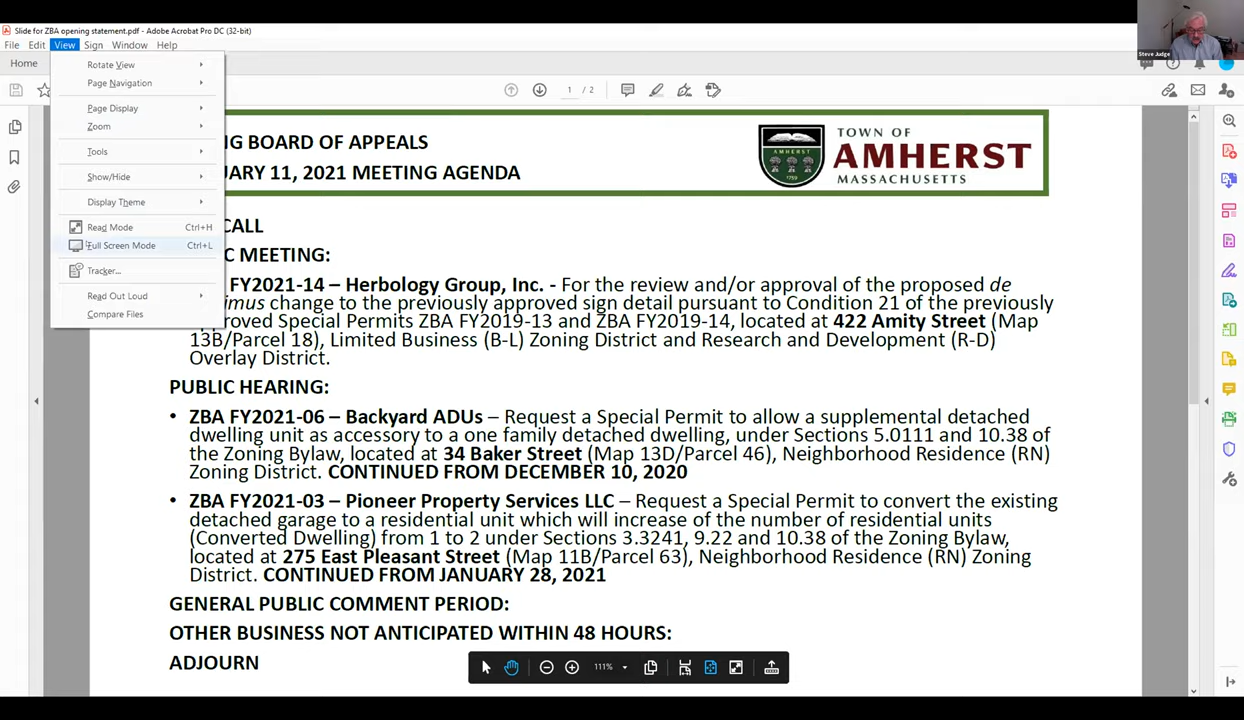 Slide for ZBA opening statement.pdf - Adobe Acrobat Pro DC (32-bit)
File Edit View Sign Window Help
Home
Steve Judge
1 / 2
Rotate View
Page Navigation
Page Display
Zoom
Tools
Show/Hide
Display Theme
Read Mode Ctrl+H
Full Screen Mode Ctrl+L
Tracker...
Read Out Loud
Compare Files
BOARD OF APPEALS
11, 2021 MEETING AGENDA
TOWN OF
AMHERST
MASSACHUSETTS
AMHERST
1759
CALL
MEETING:
FY2021-14 – Herbology Group, Inc. - For the review and/or approval of the proposed de
change to the previously approved sign detail pursuant to Condition 21 of the previously
approved Special Permits ZBA FY2019-13 and ZBA FY2019-14, located at 422 Amity Street (Map
13B/Parcel 18), Limited Business (B-L) Zoning District and Research and Development (R-D)
Overlay District.
PUBLIC HEARING:
• ZBA FY2021-06 – Backyard ADUs – Request a Special Permit to allow a supplemental detached
dwelling unit as accessory to a one family detached dwelling, under Sections 5.0111 and 10.38 of
the Zoning Bylaw, located at 34 Baker Street (Map 13D/Parcel 46), Neighborhood Residence (RN)
Zoning District. CONTINUED FROM DECEMBER 10, 2020
• ZBA FY2021-03 – Pioneer Property Services LLC – Request a Special Permit to convert the existing
detached garage to a residential unit which will increase of the number of residential units
(Converted Dwelling) from 1 to 2 under Sections 3.3241, 9.22 and 10.38 of the Zoning Bylaw,
located at 275 East Pleasant Street (Map 11B/Parcel 63), Neighborhood Residence (RN) Zoning
District. CONTINUED FROM JANUARY 28, 2021
GENERAL PUBLIC COMMENT PERIOD:
OTHER BUSINESS NOT ANTICIPATED WITHIN 48 HOURS:
ADJOURN
111%